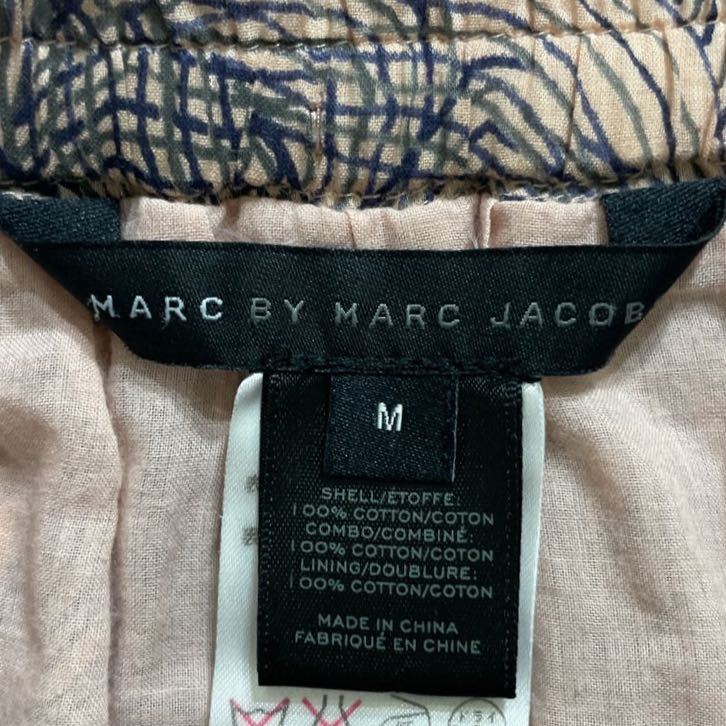 MARC BY MARC JACOB
M
SHELL/ÉTOFFE:
100% COTTON/COTON
COMBO/COMBINÉ:
100% COTTON/COTON
LINING/DOUBLURE:
100% COTTON/COTON
MADE IN CHINA
FABRIQUÉ EN CHINE